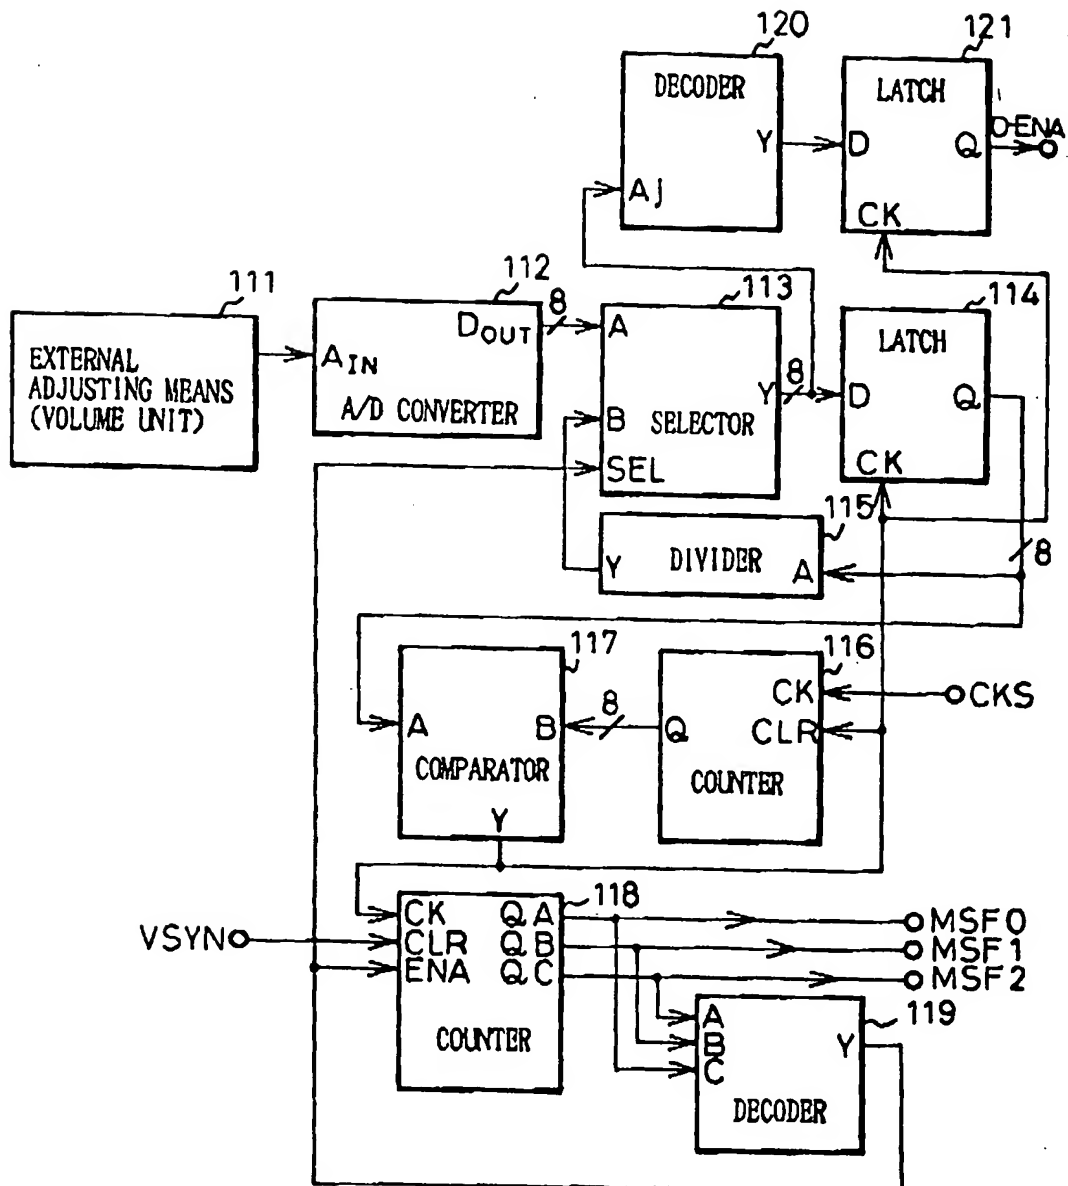 120
121
DECODER
LATCH
D-ENA
Y
D
Q
AJ
CK
111
112
113
114
8
DOUT
A
LATCH
EXTERNAL
ADJUSTING MEANS
(VOLUME UNIT)
AIN
A/D CONVERTER
Y
8
D
Q
B
SELECTOR
SEL
CK
115
Y
DIVIDER
A
8
117
116
CK
CKS
A
B
8
Q
CLR
COMPARATOR
COUNTER
Y
118
CK
QA
MSF0
VSYN
CLR
QB
MSF1
ENA
QC
MSF2
COUNTER
119
A
B
C
Y
DECODER